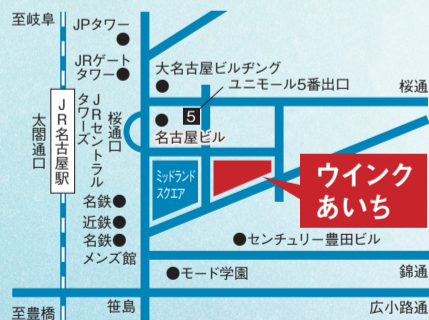 至岐阜
JPタワー
JRゲート
タワー
大名古屋ビルヂング
ユニモール5番出口
桜通
JR名古屋駅
JRセントラル
タワーズ
桜通口
太閤通口
5
名古屋ビル
ミッドランド
スクエア
ウインク
あいち
名鉄
近鉄
名鉄
メンズ館
センチュリー豊田ビル
モード学園
錦通
笹島
広小路通
至豊橋